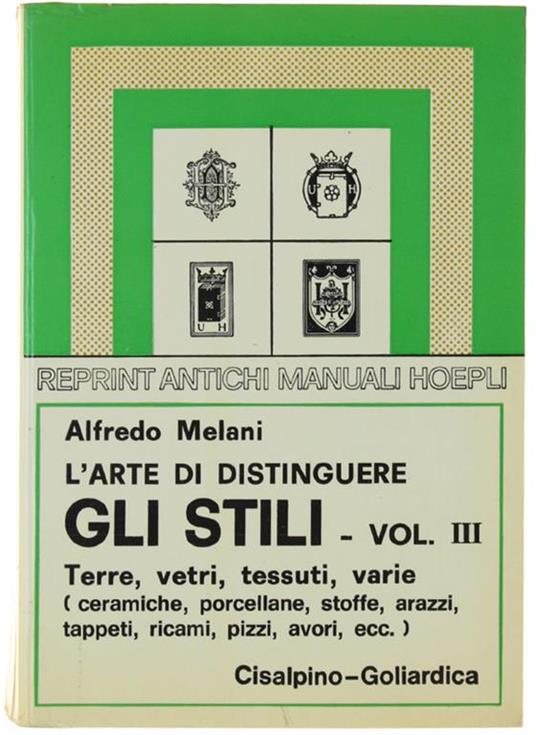 U H
U H
REPRINT ANTICHI MANUALI HOEPLI
Alfredo Melani
L'ARTE DI DISTINGUERE
GLI STILI - VOL. III
Terre, vetri, tessuti, varie
( ceramiche, porcellane, stoffe, arazzi,
tappeti, ricami, pizzi, avori, ecc. )
Cisalpino-Goliardica